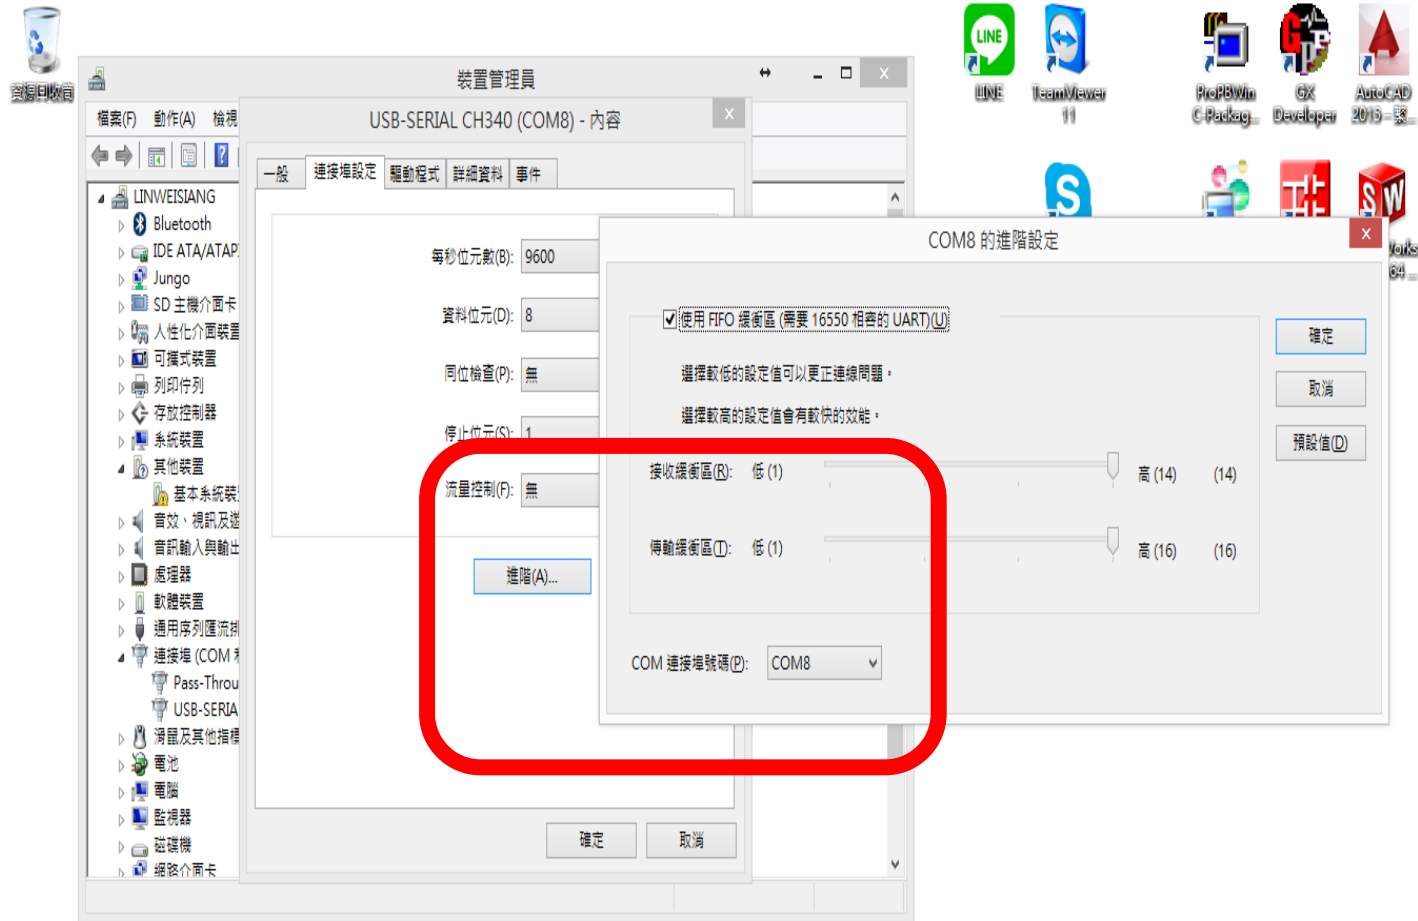 資源回收筒
LINE
TeamViewer
11
ProPBWin
C-Packag...
GX
Developer
AutoCAD
2015 - 繁...
裝置管理員
檔案(F) 動作(A) 檢視
LINWEISIANG
Bluetooth
IDE ATA/ATAP
Jungo
SD 主機介面卡
人性化介面裝置
可攜式裝置
列印佇列
存放控制器
系統裝置
其他裝置
基本系統裝
音效、視訊及遊
音訊輸入與輸出
處理器
軟體裝置
通用序列匯流排
連接埠 (COM
Pass-Throu
USB-SERIA
滑鼠及其他指標
電池
電腦
監視器
磁碟機
網路介面卡
USB-SERIAL CH340 (COM8) - 內容
一般 連接埠設定 驅動程式 詳細資料 事件
每秒位元數(B): 9600
資料位元(D): 8
同位檢查(P): 無
停止位元(S): 1
流量控制(F): 無
進階(A)...
確定 取消
COM8 的進階設定
使用 FIFO 緩衝區 (需要 16550 相容的 UART)(U)
選擇較低的設定值可以更正連線問題。
選擇較高的設定值會有較快的效能。
接收緩衝區(R): 低 (1) 高 (14) (14)
傳輸緩衝區(T): 低 (1) 高 (16) (16)
COM 連接埠號碼(P): COM8
確定
取消
預設值(D)
SW
64 ...